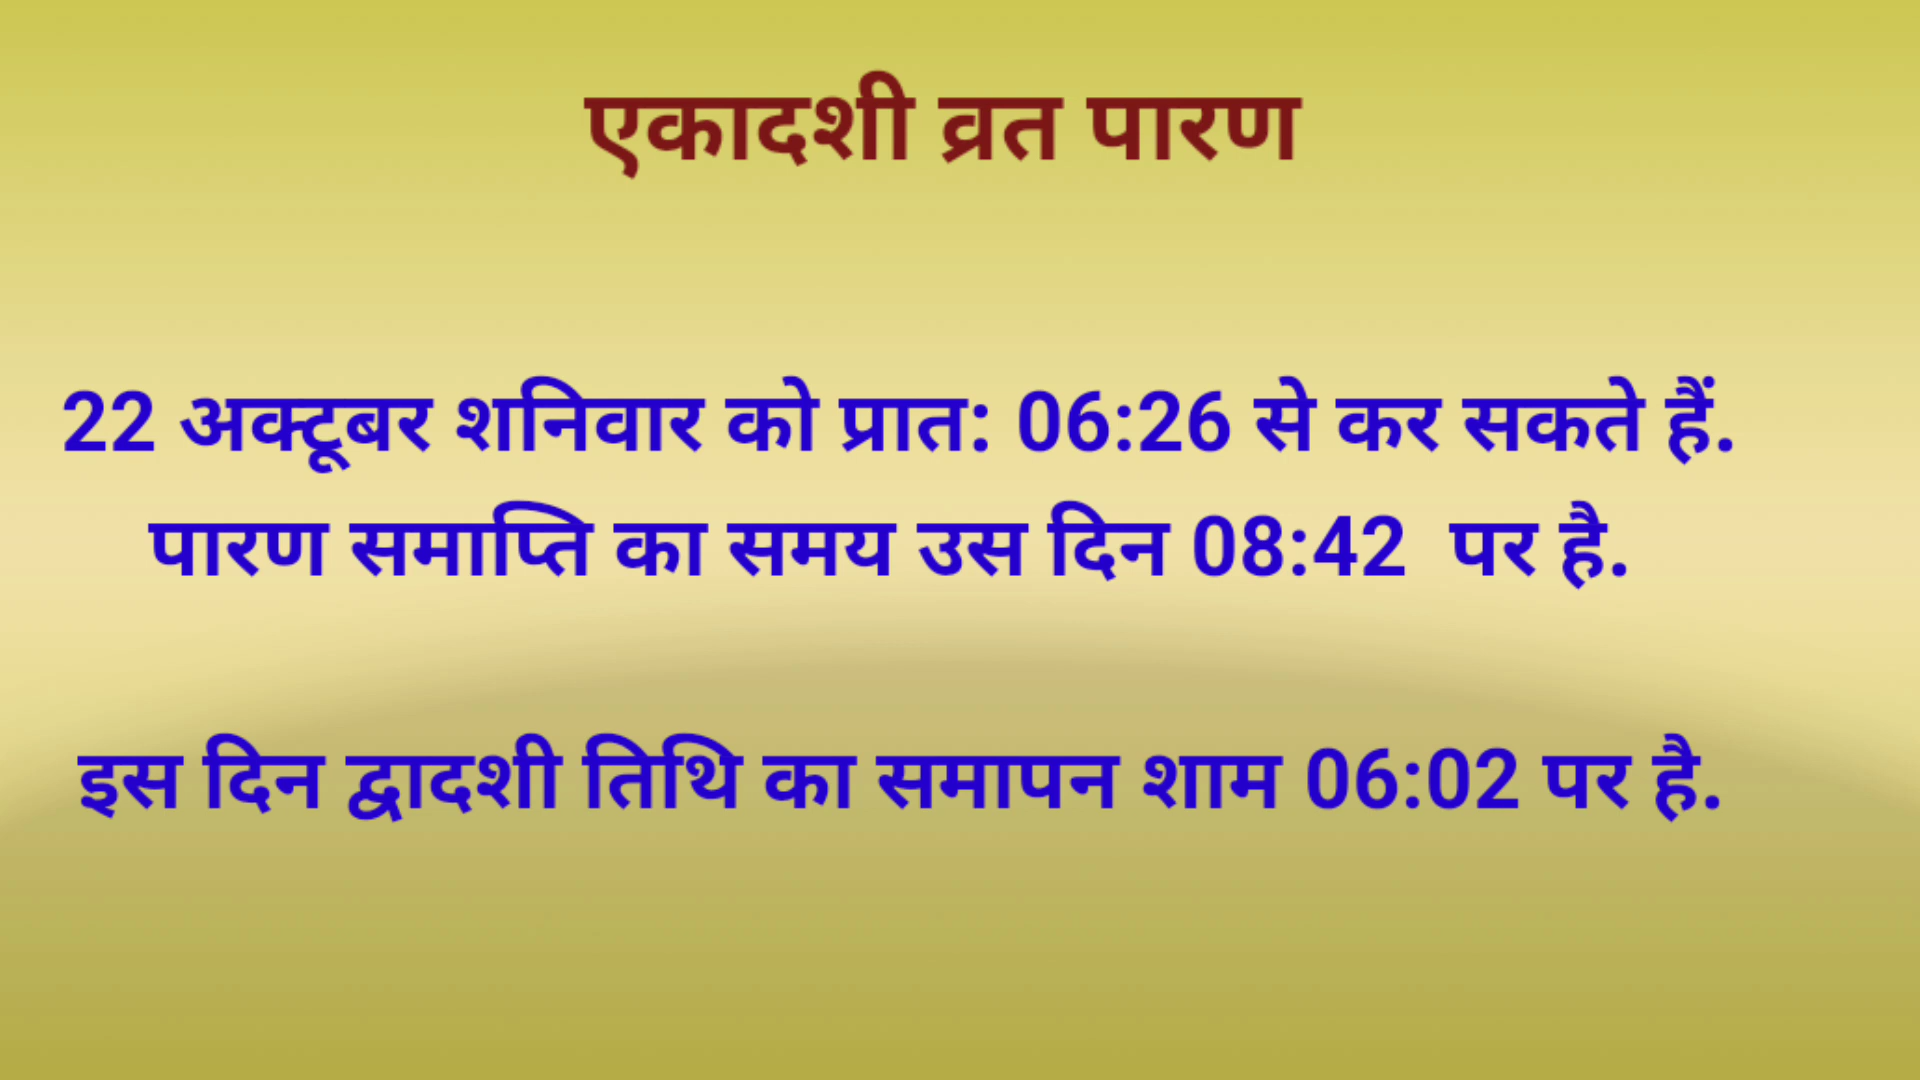 एकादशी व्रत पारण
22 अक्टूबर शनिवार को प्रात: 06:26 से कर सकते हैं.
पारण समाप्ति का समय उस दिन 08:42 पर है.
इस दिन द्वादशी तिथि का समापन शाम 06:02 पर है.